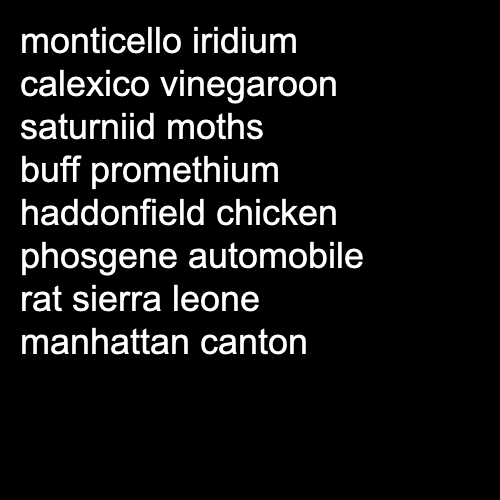 monticello iridium
calexico vinegaroon
saturniid moths
buff promethium
haddonfield chicken
phosgene automobile
rat sierra leone
manhattan canton